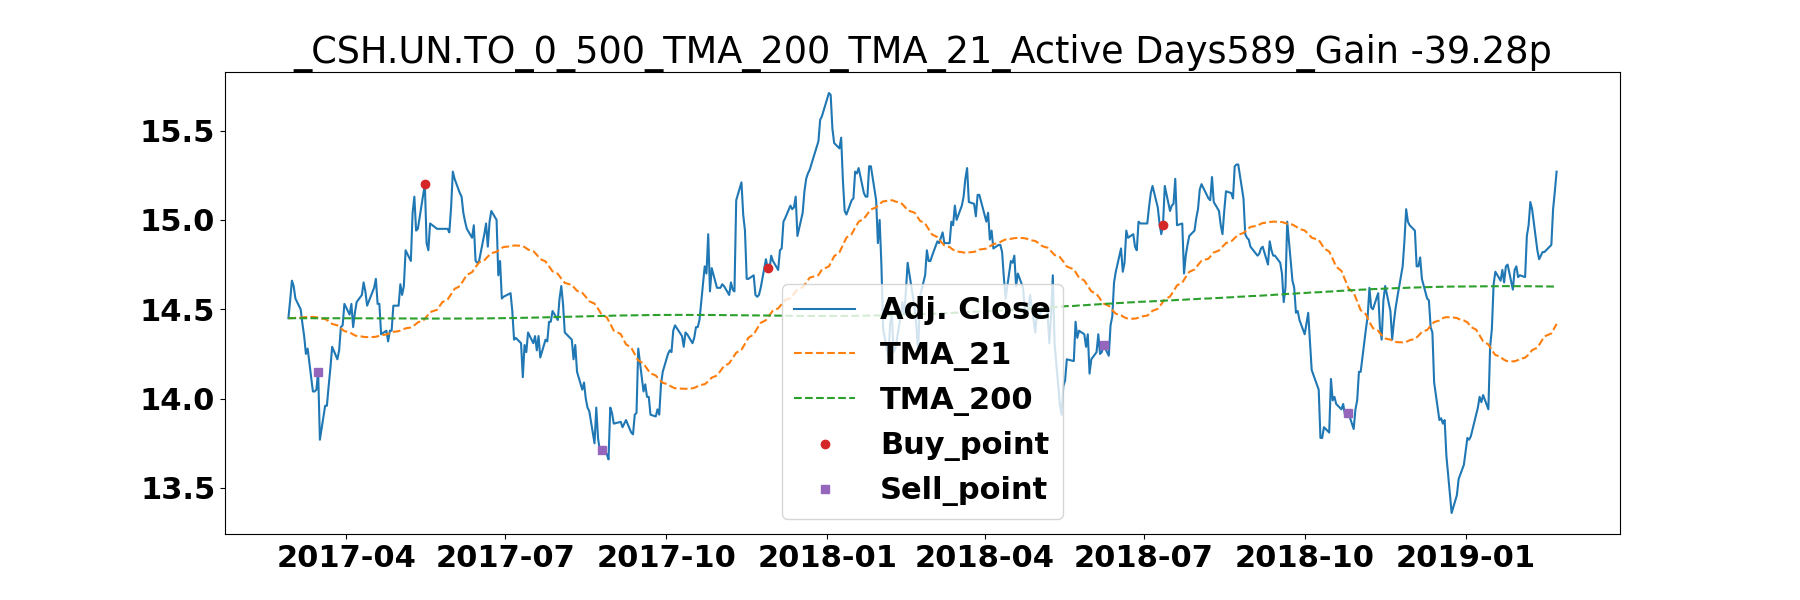 _CSH.UN.TO_0_500_TMA_200_TMA_21_Active Days589_Gain -39.28p
15.5
15.0
14.5
14.0
13.5
Adj. Close
TMA_21
TMA_200
Buy_point
Sell_point
2017-04 2017-07 2017-10 2018-01 2018-04 2018-07 2018-10 2019-01